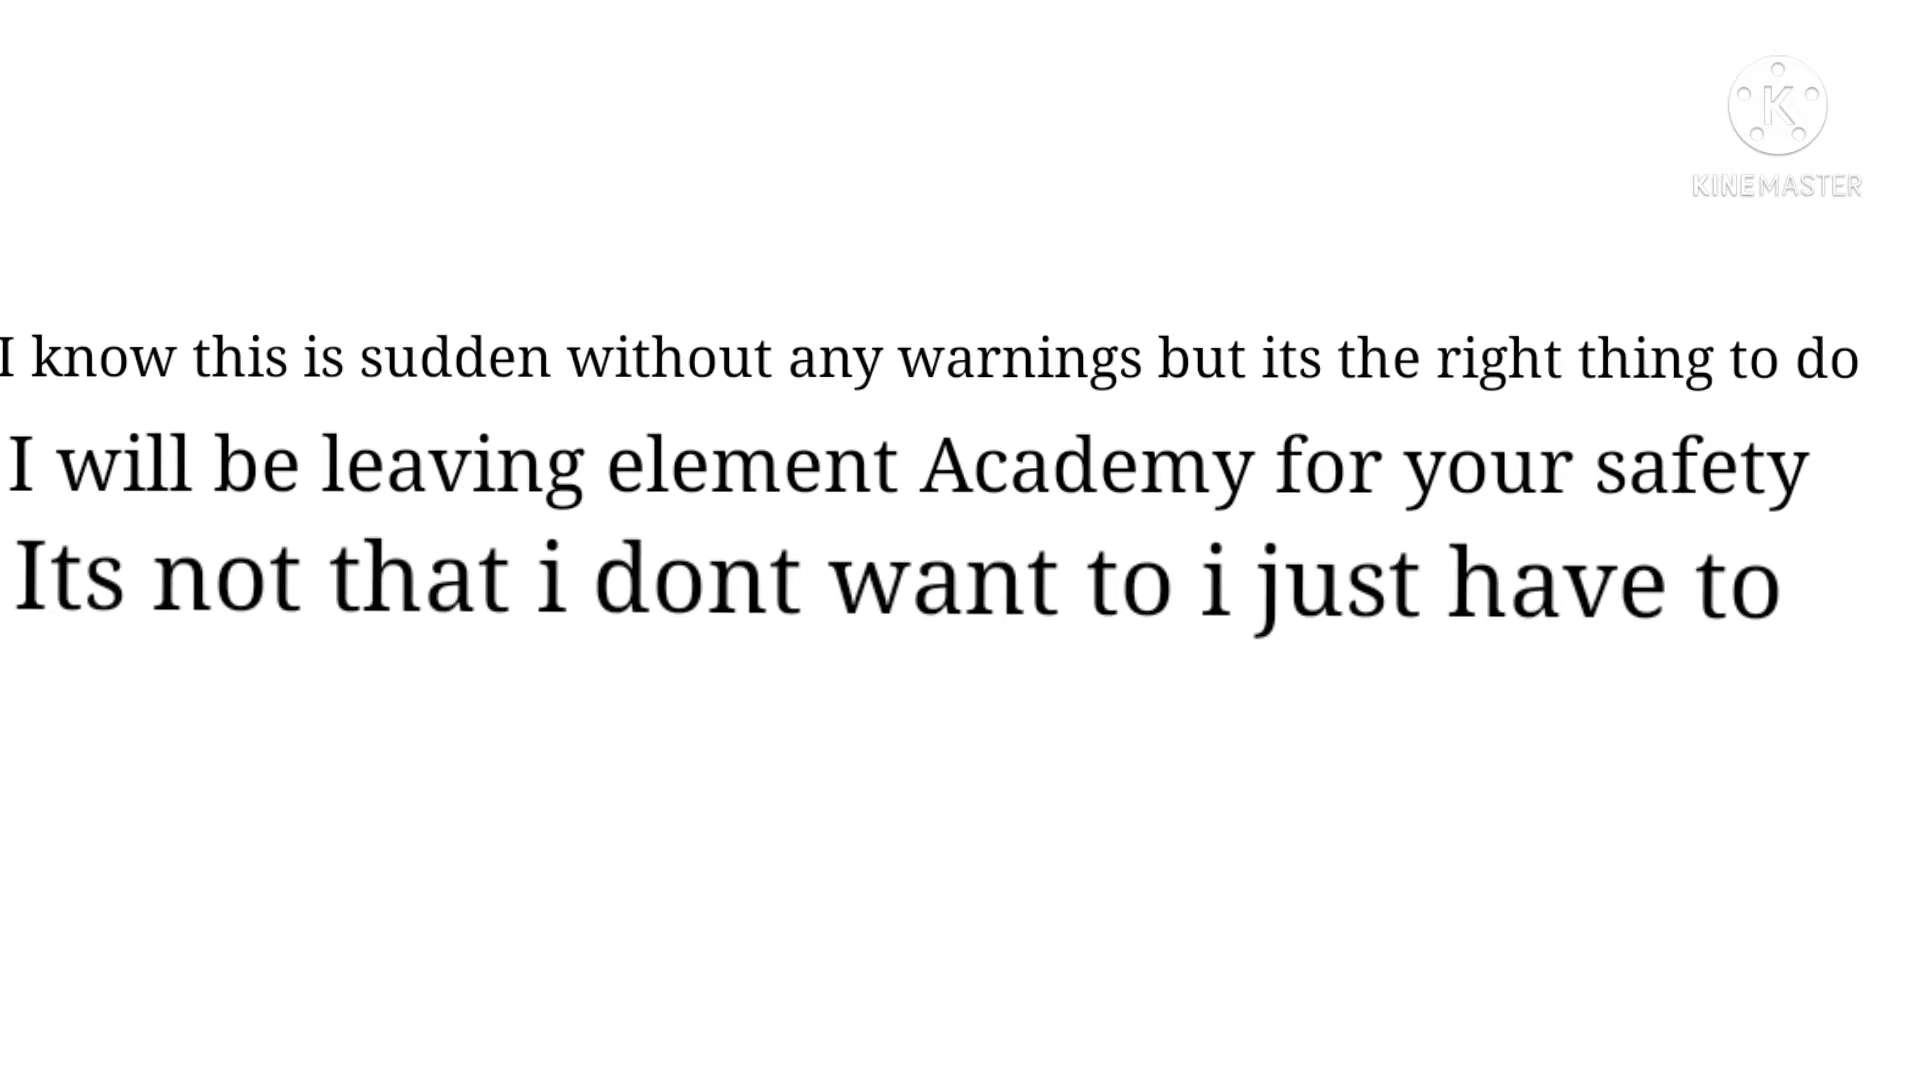 K
KINEMASTER
I know this is sudden without any warnings but its the right thing to do
I will be leaving element Academy for your safety
Its not that i dont want to i just have to